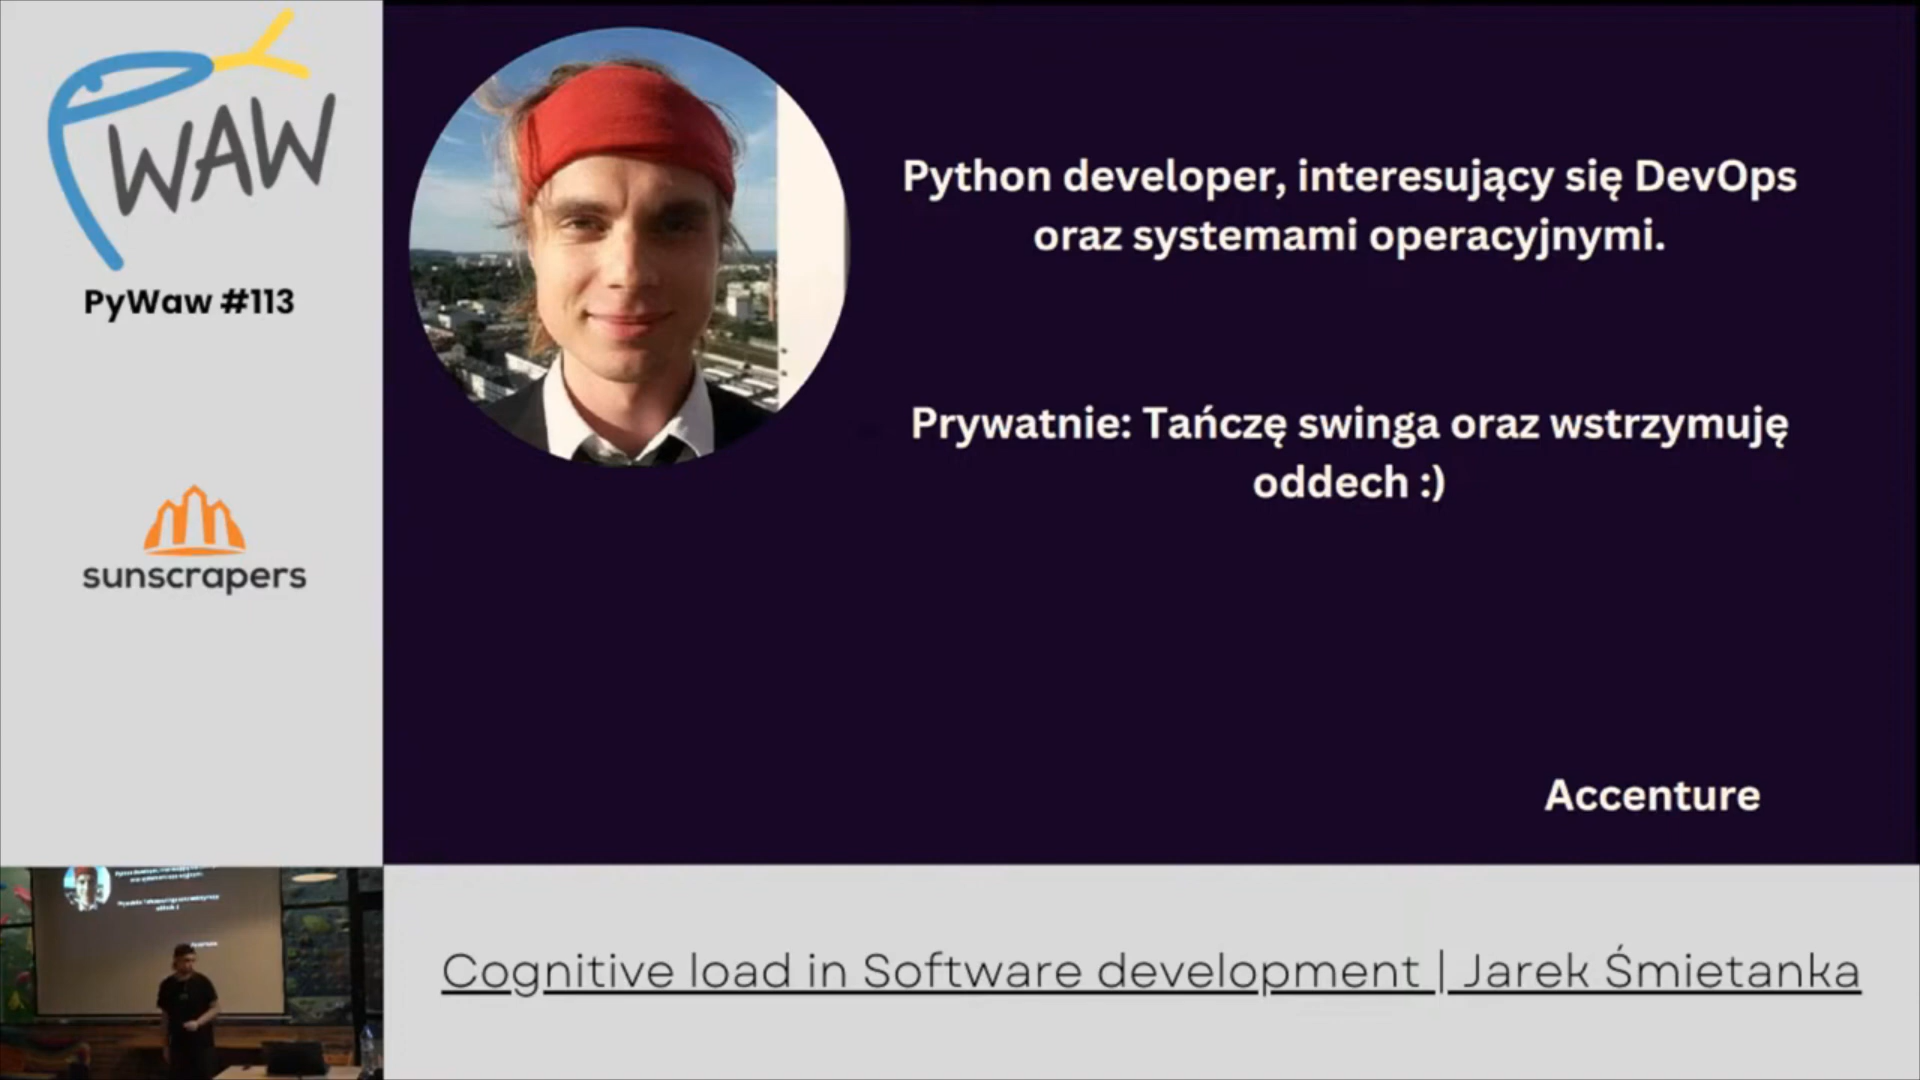 PWAW
PyWaw #113
sunscrapers
Python developer, interesujący się DevOps
oraz systemami operacyjnymi.
Prywatnie: Tańczę swinga oraz wstrzymuję
oddech :)
Accenture
Cognitive load in Software development | Jarek Śmietanka